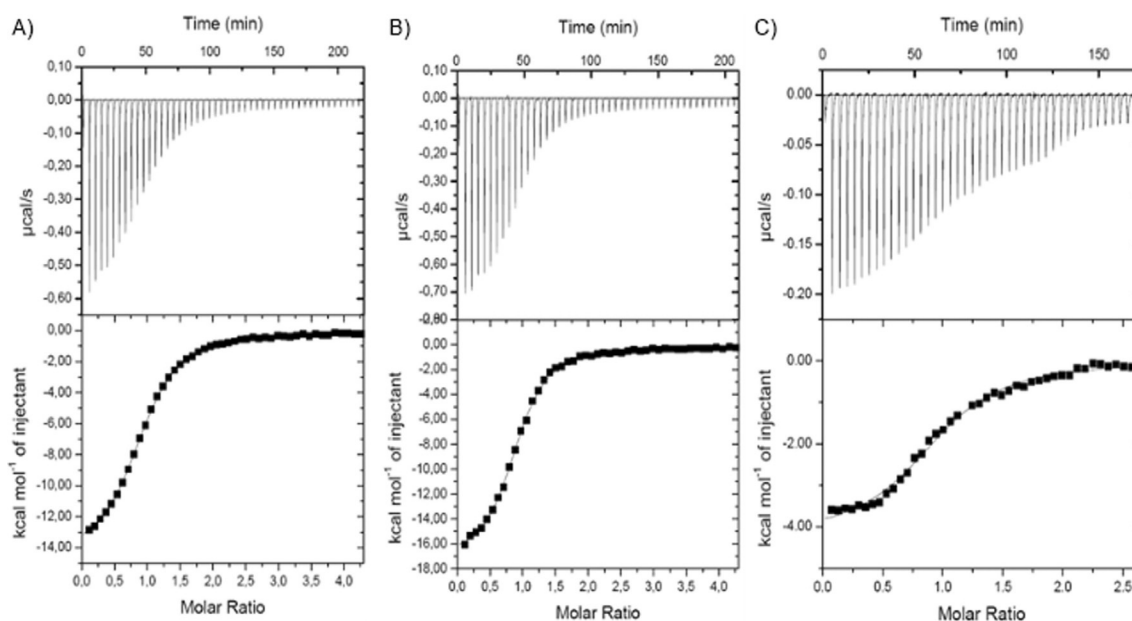 A)
Time (min)
0 50 100 150 200
0,10
0,00
-0,10
-0,20
-0,30
-0,40
-0,50
-0,60
µcal/s
0,00
-2,00
-4,00
-6,00
-8,00
-10,00
-12,00
-14,00
kcal mol⁻¹ of injectant
0,0 0,5 1,0 1,5 2,0 2,5 3,0 3,5 4,0
Molar Ratio
B)
Time (min)
0 50 100 150 200
0,10
0,00
-0,10
-0,20
-0,30
-0,40
-0,50
-0,60
-0,70
µcal/s
0,00
-2,00
-4,00
-6,00
-8,00
-10,00
-12,00
-14,00
-16,00
-18,00
kcal mol⁻¹ of injectant
0,0 0,5 1,0 1,5 2,0 2,5 3,0 3,5 4,0
Molar Ratio
C)
Time (min)
0 50 100 150
0.00
-0.05
-0.10
-0.15
-0.20
µcal/s
0.00
-2.00
-4.00
kcal mol⁻¹ of injectant
0.0 0.5 1.0 1.5 2.0 2.5
Molar Ratio